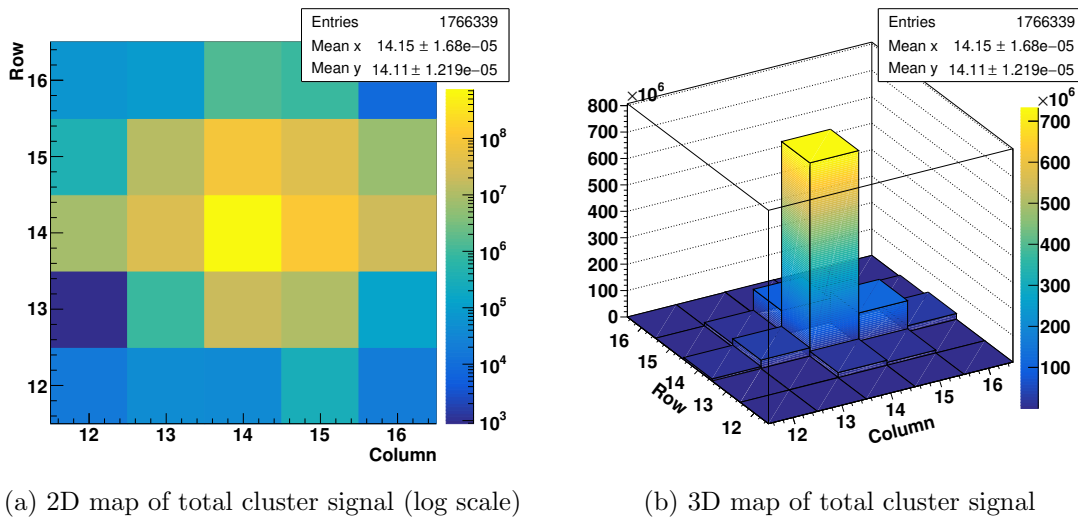 Entries 1766339
Mean x 14.15 ± 1.68e−05
Mean y 14.11 ± 1.219e−05
Row
16
15
14
13
12
12 13 14 15 16
Column
10^8
10^7
10^6
10^5
10^4
10^3
(a) 2D map of total cluster signal (log scale)
Entries 1766339
Mean x 14.15 ± 1.68e−05
Mean y 14.11 ± 1.219e−05
×10^6
800
700
600
500
400
300
200
100
0
16
15
14
13
12
Row
12 13 14 15 16
Column
×10^6
700
600
500
400
300
200
100
(b) 3D map of total cluster signal